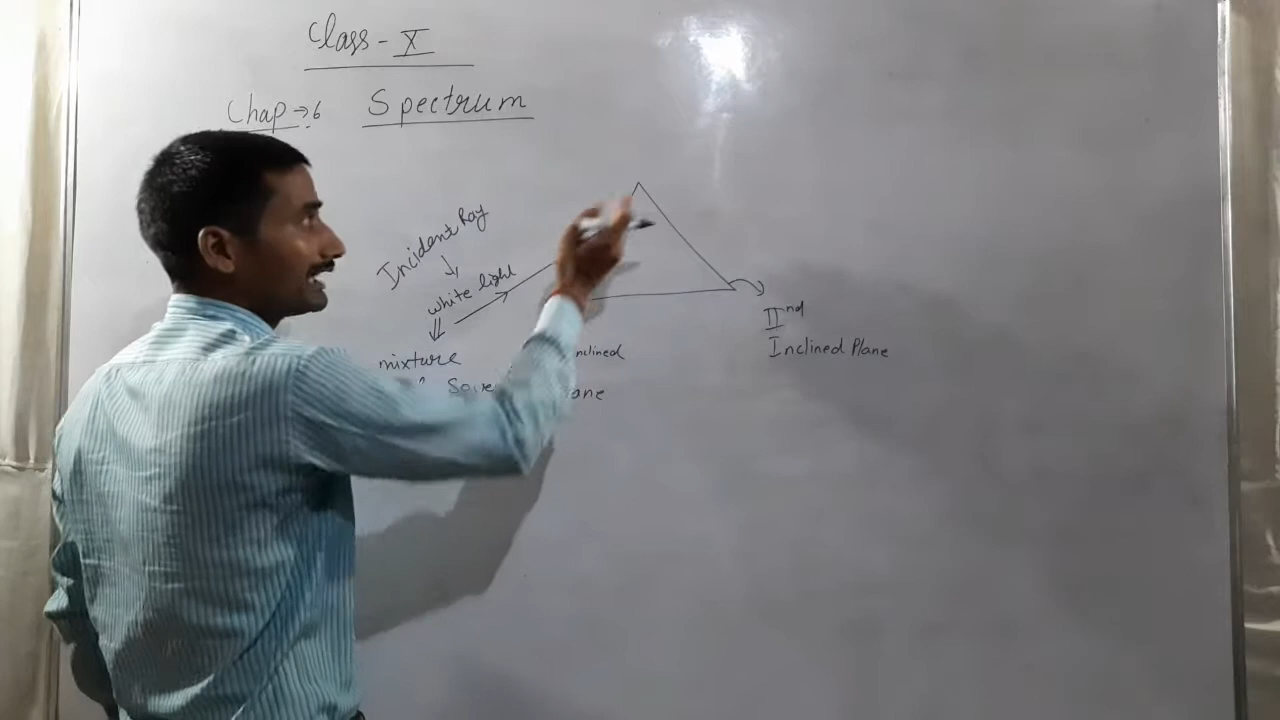 Class - X
Chap → 6 Spectrum
Incident Ray
white light
mixture
IInd
Inclined Plane